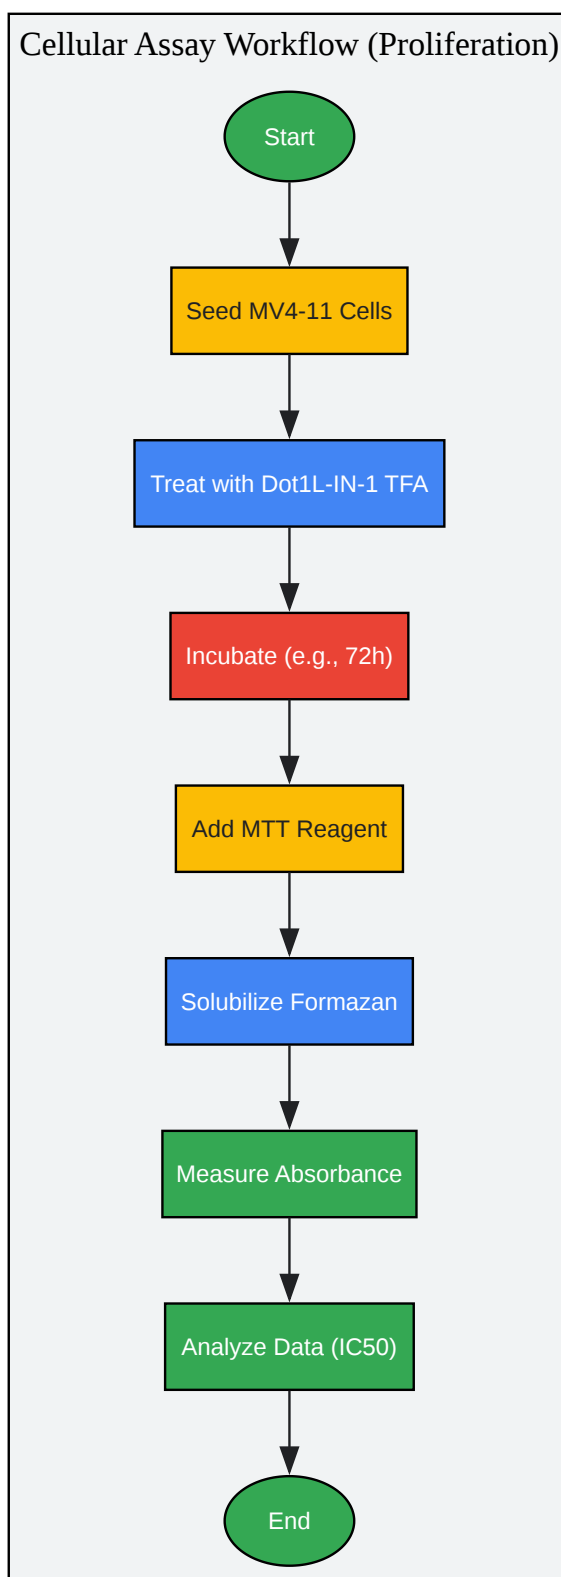 Cellular Assay Workflow (Proliferation)
Start
Seed MV4-11 Cells
Treat with Dot1L-IN-1 TFA
Incubate (e.g., 72h)
Add MTT Reagent
Solubilize Formazan
Measure Absorbance
Analyze Data (IC50)
End